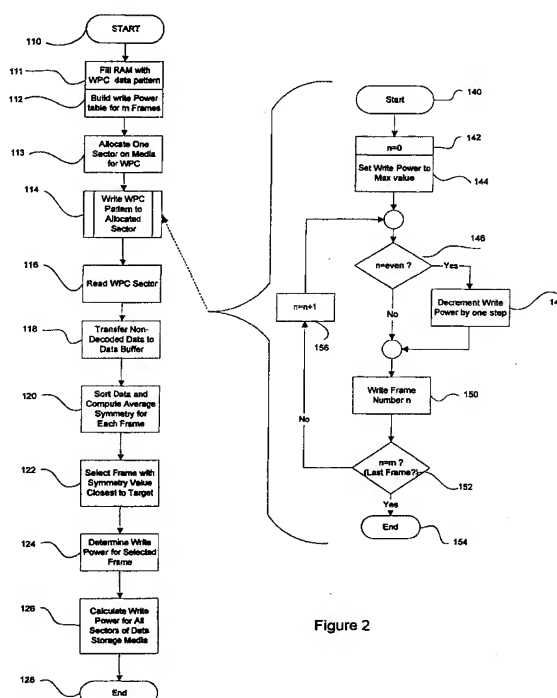 110
START
111
Fill RAM with
WPC data pattern
112
Build write Power
table for m Frames
113
Allocate One
Sector on Media
for WPC
114
Write WPC
Pattern to
Allocated
Sector
116
Read WPC Sector
118
Transfer Non-
Decoded Data to
Data Buffer
120
Sort Data and
Compute Average
Symmetry for
Each Frame
122
Select Frame with
Symmetry Value
Closest to Target
124
Determine Write
Power for Selected
Frame
126
Calculate Write
Power for All
Sectors of Data
Storage Media
128
End
Start
140
142
n=0
Set Write Power to
Max value
144
146
n=even ?
Yes
No
Decrement Write
Power by one step
14
n=n+1
156
Write Frame
Number n
150
No
n=m ?
(Last Frame?)
152
Yes
End
154
Figure 2